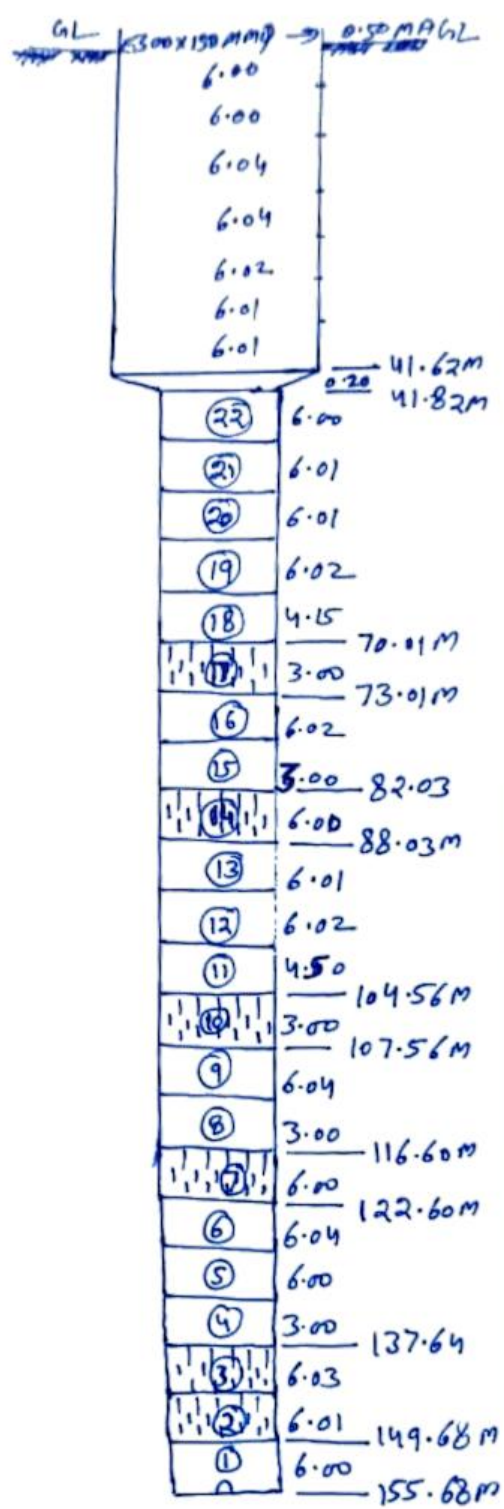 GL 300x150 MMφ 0.50 MAGL
6.00
6.00
6.04
6.04
6.02
6.01
6.01
41.62M
0.20
41.82M
22 6.00
21 6.01
20 6.01
19 6.02
18 4.15
70.01M
17 3.00
73.01M
16 6.02
15 3.00
82.03
14 6.00
88.03M
13 6.01
12 6.02
11 4.50
104.56M
10 3.00
107.56M
9 6.04
8 3.00
116.60M
7 6.00
122.60M
6 6.04
5 6.00
4 3.00
137.64
3 6.03
2 6.01
149.68M
1 6.00
155.68M